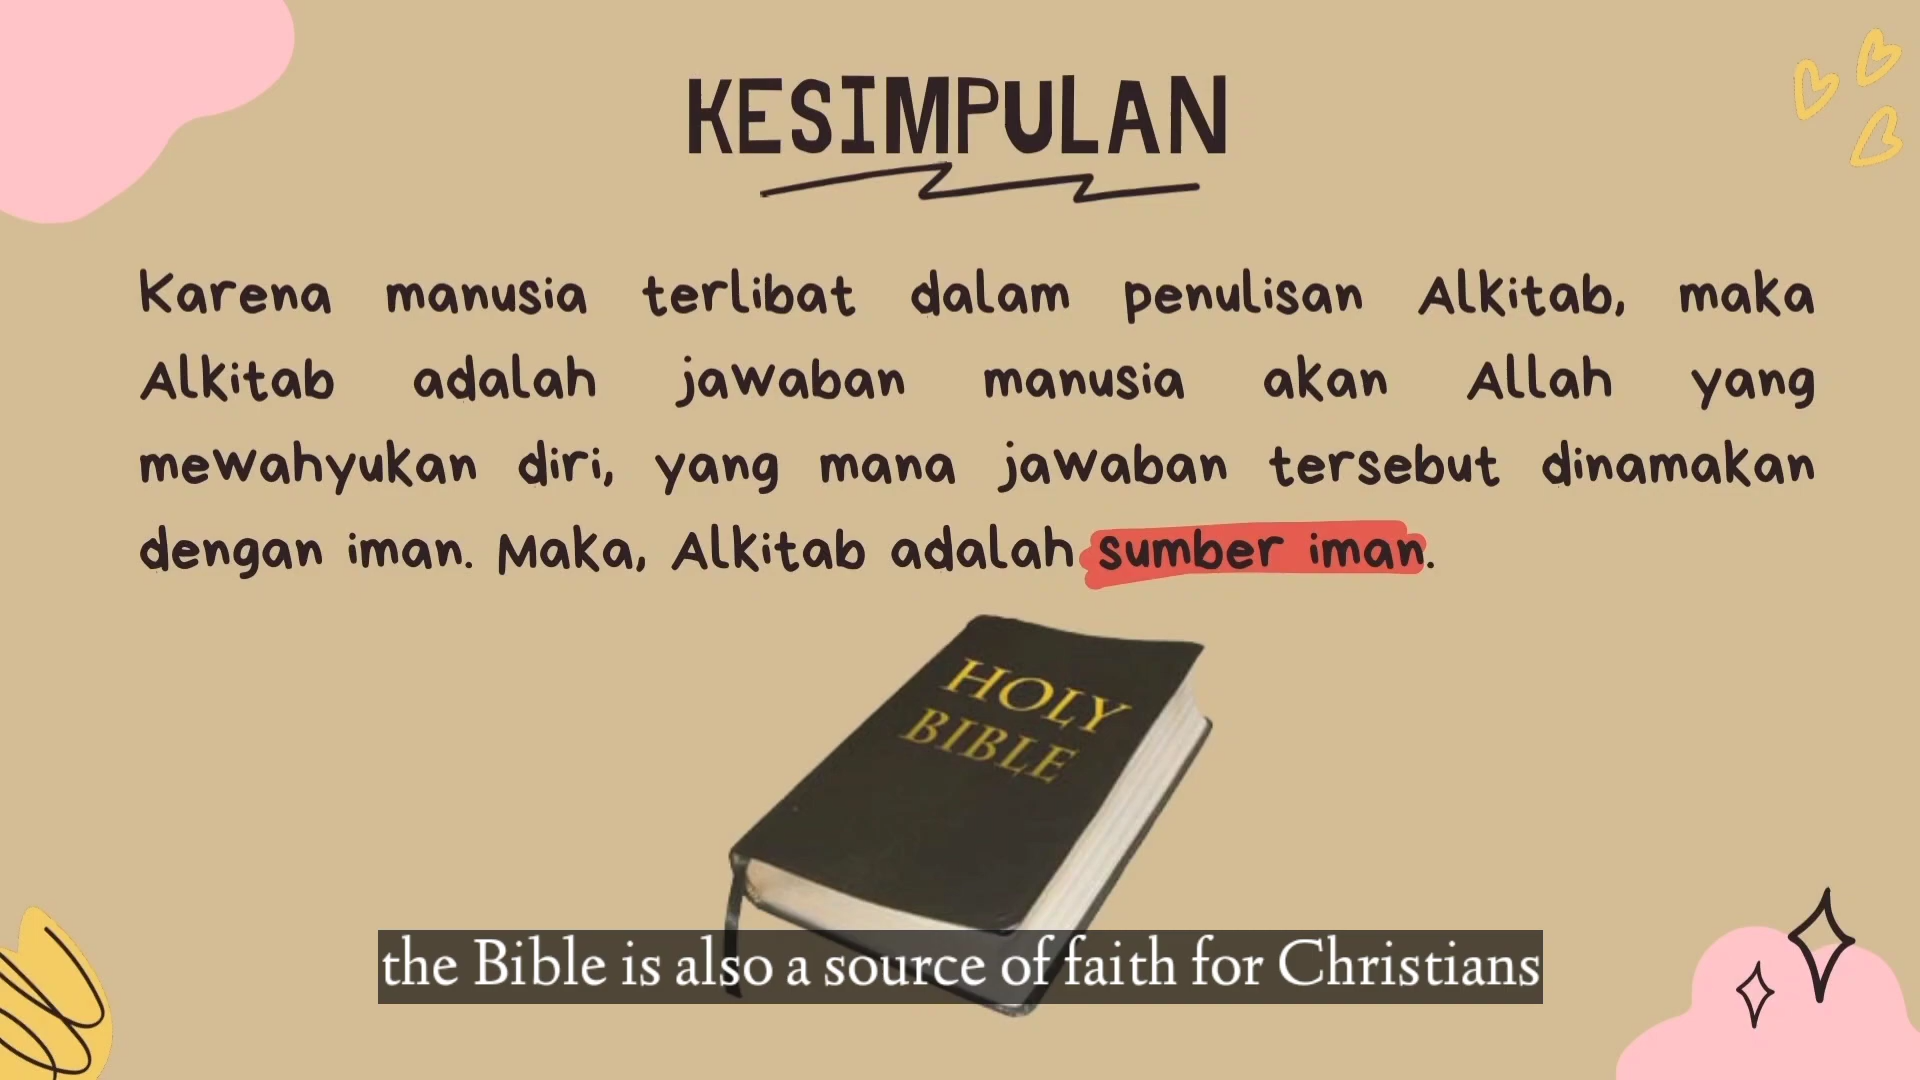 KESIMPULAN
Karena manusia terlibat dalam penulisan Alkitab, maka
Alkitab adalah jawaban manusia akan Allah yang
mewahyukan diri, yang mana jawaban tersebut dinamakan
dengan iman. Maka, Alkitab adalah sumber iman.
HOLY
BIBLE
the Bible is also a source of faith for Christians